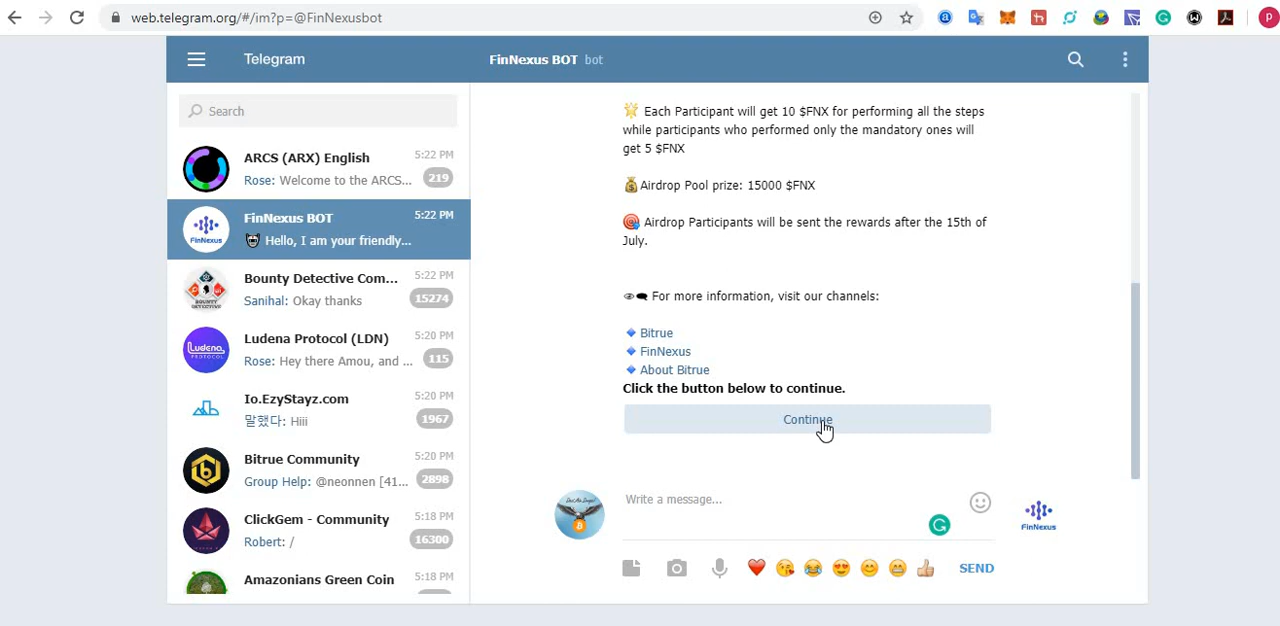 web.telegram.org/#/im?p=@FinNexusbot
Telegram
FinNexus BOT bot
Search
ARCS (ARX) English 5:22 PM
Rose: Welcome to the ARCS... 219
FinNexus BOT 5:22 PM
Hello, I am your friendly...
Bounty Detective Com... 5:22 PM
Sanihal: Okay thanks 15274
Ludena Protocol (LDN) 5:20 PM
Rose: Hey there Amou, and ... 115
Io.EzyStayz.com 5:20 PM
말했다: Hiii 1967
Bitrue Community 5:20 PM
Group Help: @neonnen [41... 2898
ClickGem - Community 5:18 PM
Robert: / 16300
Amazonians Green Coin 5:18 PM
🌟 Each Participant will get 10 $FNX for performing all the steps
while participants who performed only the mandatory ones will
get 5 $FNX
💰Airdrop Pool prize: 15000 $FNX
🎯 Airdrop Participants will be sent the rewards after the 15th of
July.
👁‍🗨 For more information, visit our channels:
🔹 Bitrue
🔹 FinNexus
🔹 About Bitrue
Click the button below to continue.
Continue
Write a message...
FinNexus
SEND